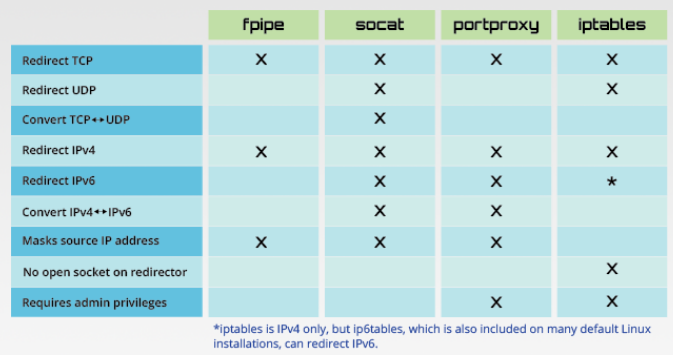 fpipe socat portproxy iptables
Redirect TCP X X X X
Redirect UDP X X
Convert TCP↔UDP X
Redirect IPv4 X X X X
Redirect IPv6 X X *
Convert IPv4↔IPv6 X X
Masks source IP address X X X
No open socket on redirector X
Requires admin privileges X X
*iptables is IPv4 only, but ip6tables, which is also included on many default Linux
installations, can redirect IPv6.